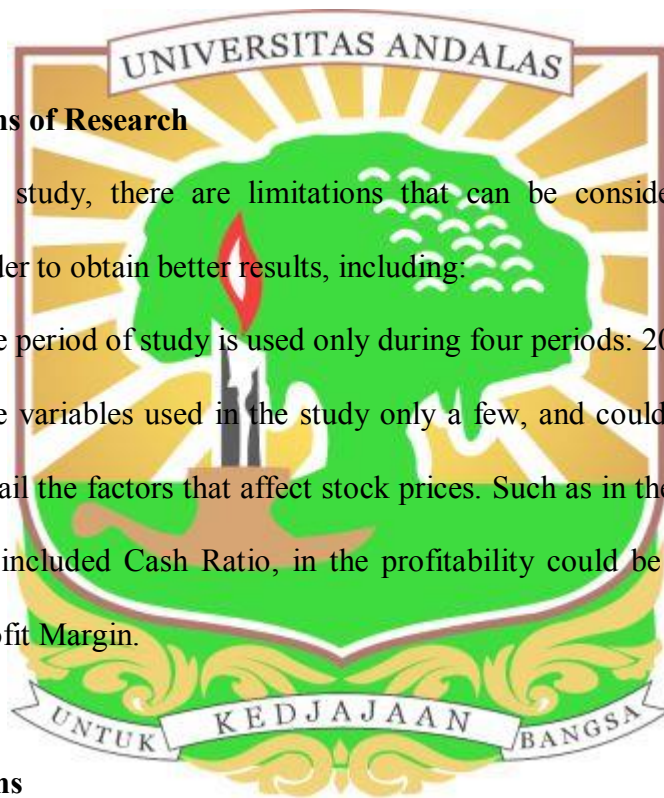 UNIVERSITAS ANDALAS
ns of Research
study, there are limitations that can be conside
der to obtain better results, including:
e period of study is used only during four periods: 20
e variables used in the study only a few, and could
ail the factors that affect stock prices. Such as in the
included Cash Ratio, in the profitability could be
ofit Margin.
UNTUK KEDJAJAAN BANGSA
ns